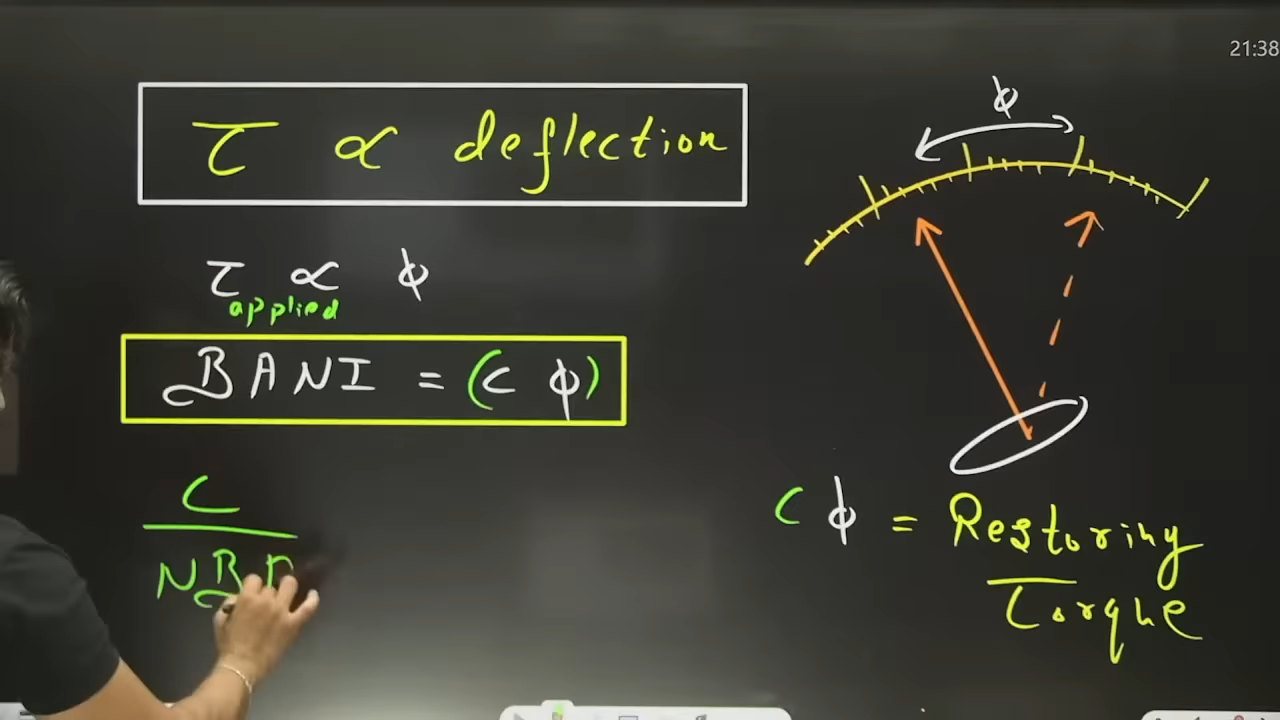 21:38
τ ∝ deflection
ϕ
τ ∝ ϕ
applied
BANI = (C ϕ)
C
N B
C ϕ = Restoring
Torque